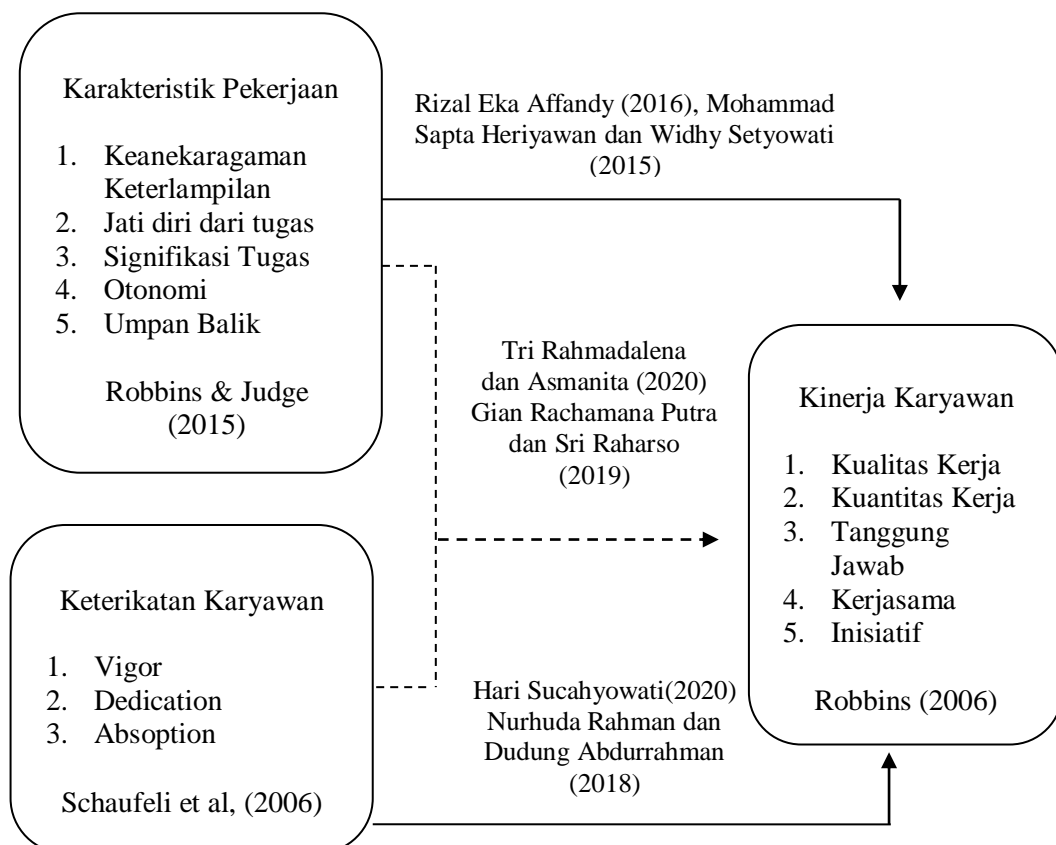 Karakteristik Pekerjaan
1. Keanekaragaman
Keterlampilan
2. Jati diri dari tugas
3. Signifikasi Tugas
4. Otonomi
5. Umpan Balik
Robbins & Judge
(2015)
Rizal Eka Affandy (2016), Mohammad
Sapta Heriyawan dan Widhy Setyowati
(2015)
Tri Rahmadalena
dan Asmanita (2020)
Gian Rachamana Putra
dan Sri Raharso
(2019)
Kinerja Karyawan
1. Kualitas Kerja
2. Kuantitas Kerja
3. Tanggung
Jawab
4. Kerjasama
5. Inisiatif
Robbins (2006)
Keterikatan Karyawan
1. Vigor
2. Dedication
3. Absoption
Schaufeli et al, (2006)
Hari Sucahyowati(2020)
Nurhuda Rahman dan
Dudung Abdurrahman
(2018)